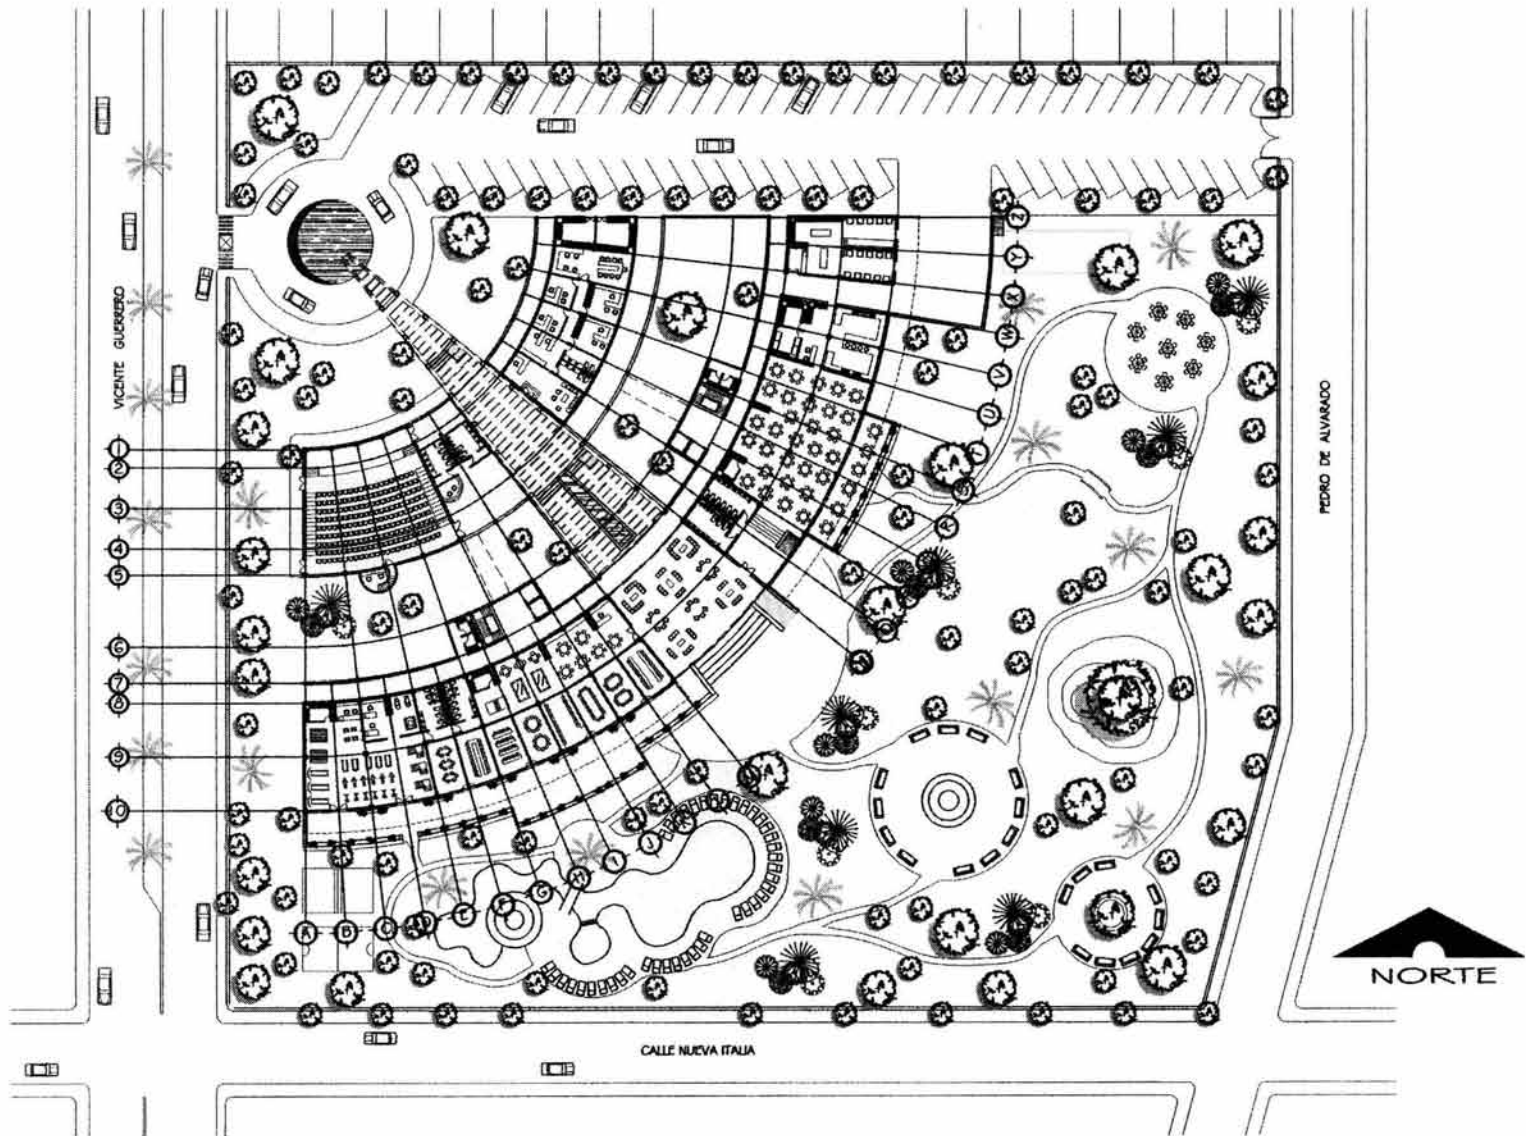 Z
Y
X
W
V
U
T
S
R
VICENTE GUERRERO
PEDRO DE ALVARADO
1
2
3
4
5
6
7
8
9
10
A
B
C
D
E
F
G
H
I
J
K
NORTE
CALLE NUEVA ITALIA